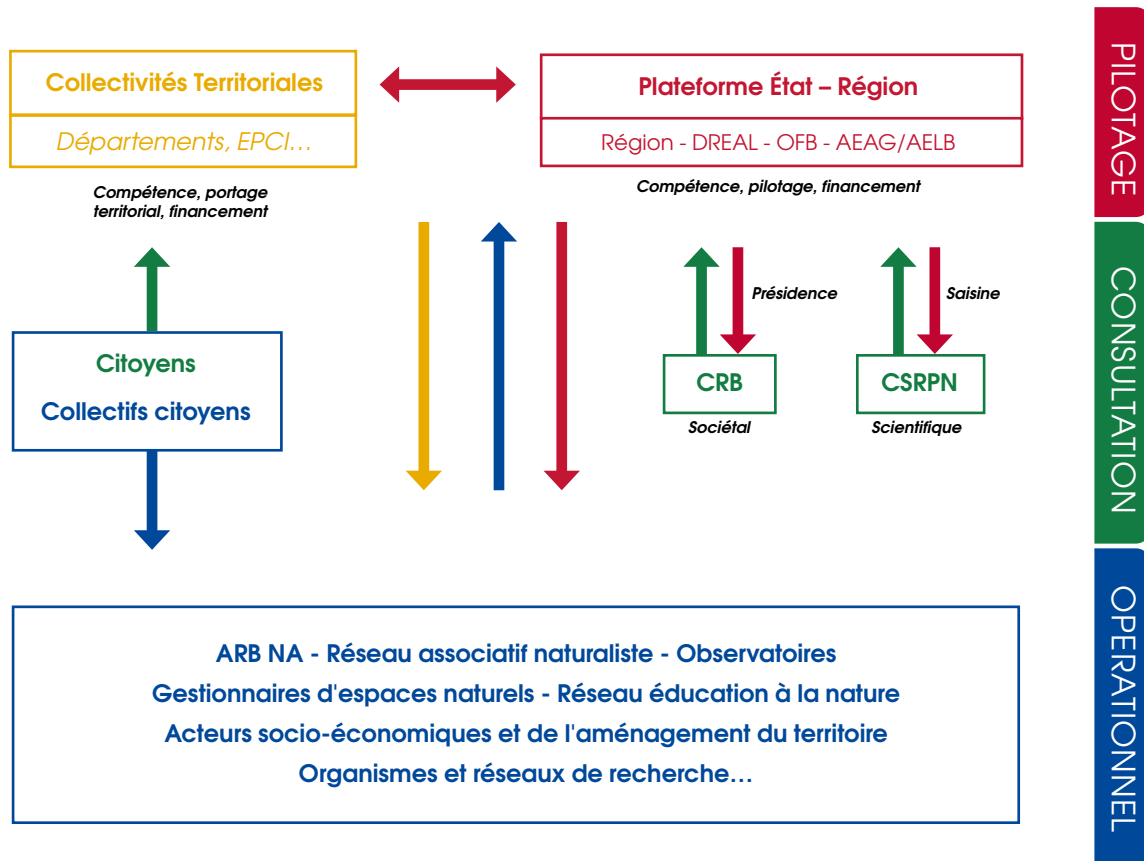 Collectivités Territoriales
Départements, EPCI...
Compétence, portage
territorial, financement
Plateforme État – Région
Région - DREAL - OFB - AEAG/AELB
Compétence, pilotage, financement
Présidence
Saisine
Citoyens
Collectifs citoyens
CRB
Sociétal
CSRPN
Scientifique
ARB NA - Réseau associatif naturaliste - Observatoires
Gestionnaires d'espaces naturels - Réseau éducation à la nature
Acteurs socio-économiques et de l'aménagement du territoire
Organismes et réseaux de recherche...
PILOTAGE
CONSULTATION
OPERATIONNEL